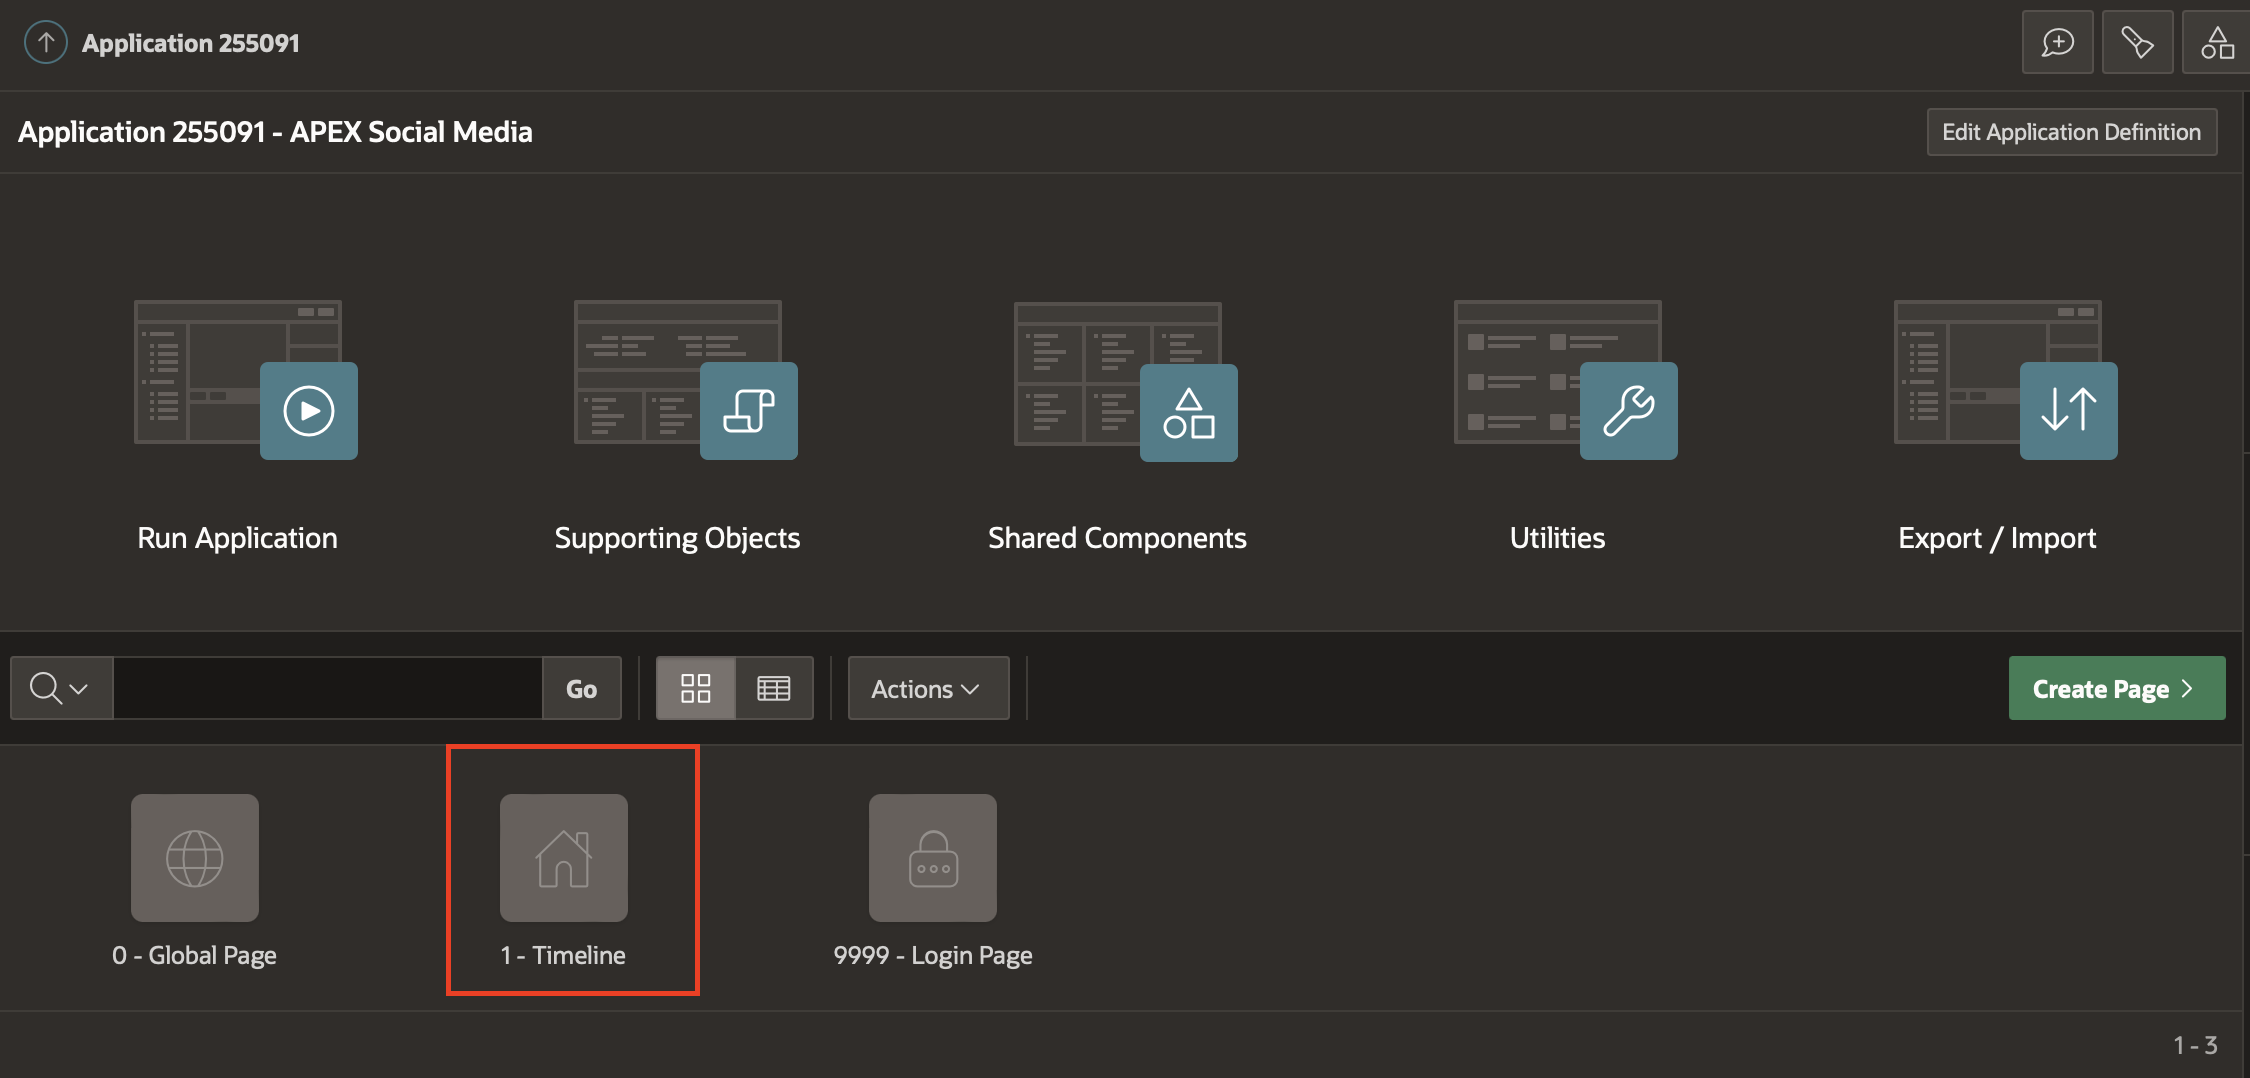 Application 255091
Application 255091 - APEX Social Media
Edit Application Definition
Run Application
Supporting Objects
Shared Components
Utilities
Export / Import
Go
Actions
Create Page
0 - Global Page
1 - Timeline
9999 - Login Page
1 - 3